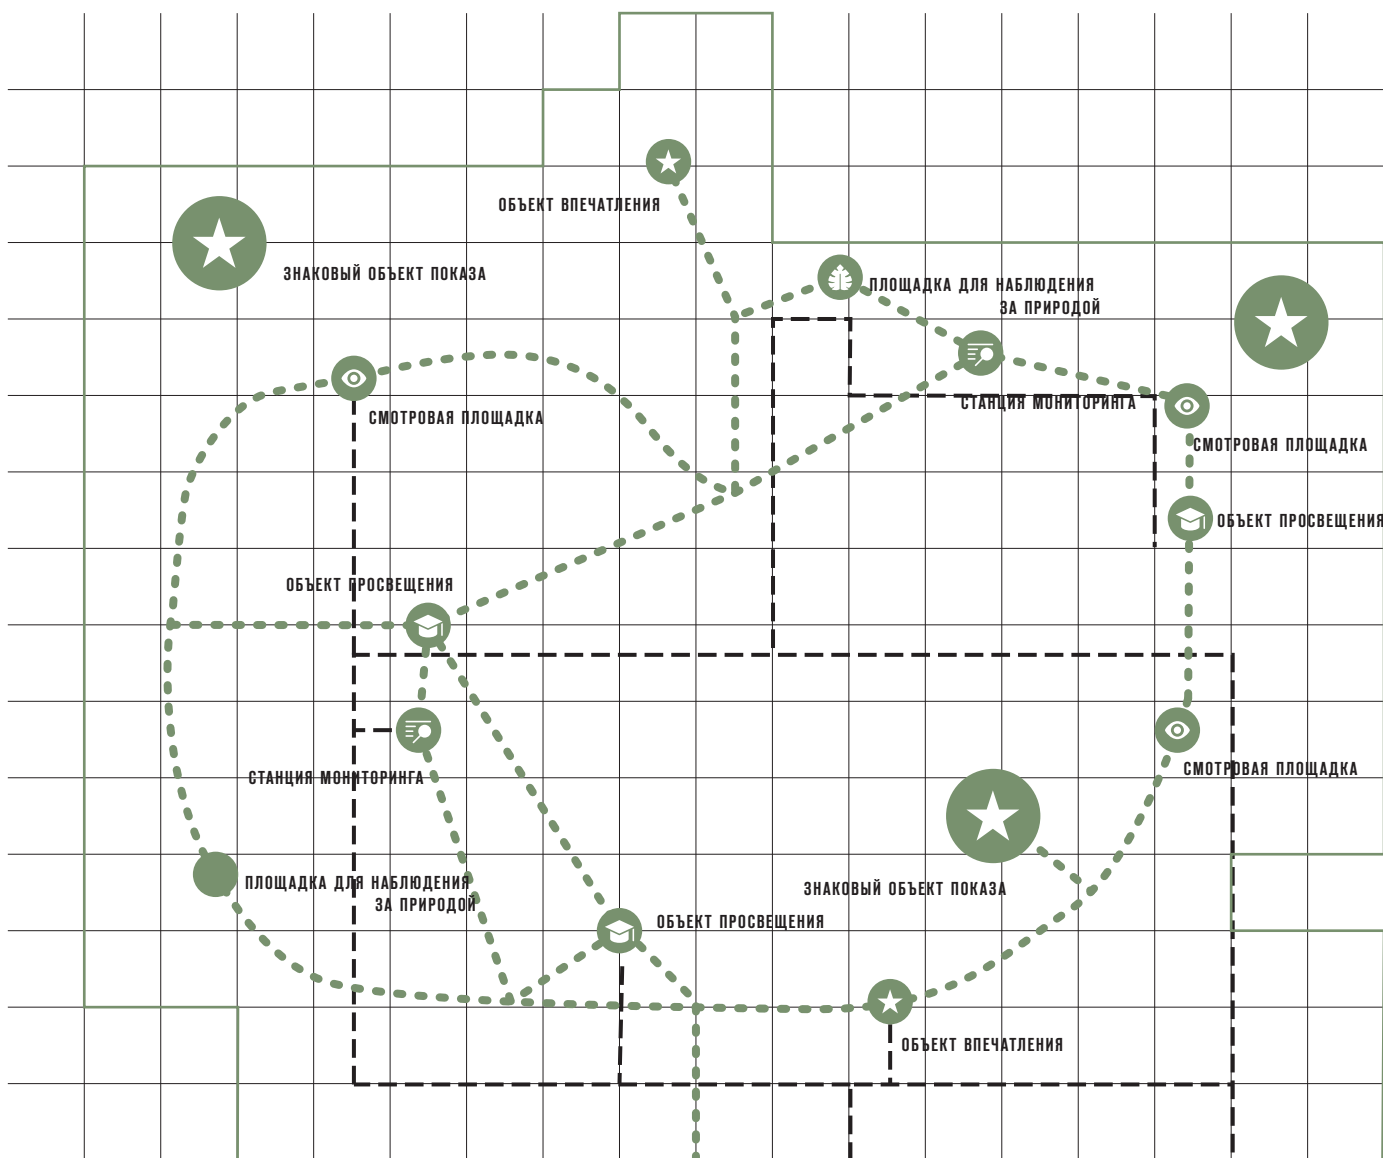 ОБЪЕКТ ВПЕЧАТЛЕНИЯ
ЗНАКОВЫЙ ОБЪЕКТ ПОКАЗА
ПЛОЩАДКА ДЛЯ НАБЛЮДЕНИЯ
ЗА ПРИРОДОЙ
СТАНЦИЯ МОНИТОРИНГА
СМОТРОВАЯ ПЛОЩАДКА
СМОТРОВАЯ ПЛОЩАДКА
ОБЪЕКТ ПРОСВЕЩЕНИЯ
ОБЪЕКТ ПРОСВЕЩЕНИЯ
СТАНЦИЯ МОНИТОРИНГА
СМОТРОВАЯ ПЛОЩАДКА
ПЛОЩАДКА ДЛЯ НАБЛЮДЕНИЯ
ЗА ПРИРОДОЙ
ЗНАКОВЫЙ ОБЪЕКТ ПОКАЗА
ОБЪЕКТ ПРОСВЕЩЕНИЯ
ОБЪЕКТ ВПЕЧАТЛЕНИЯ